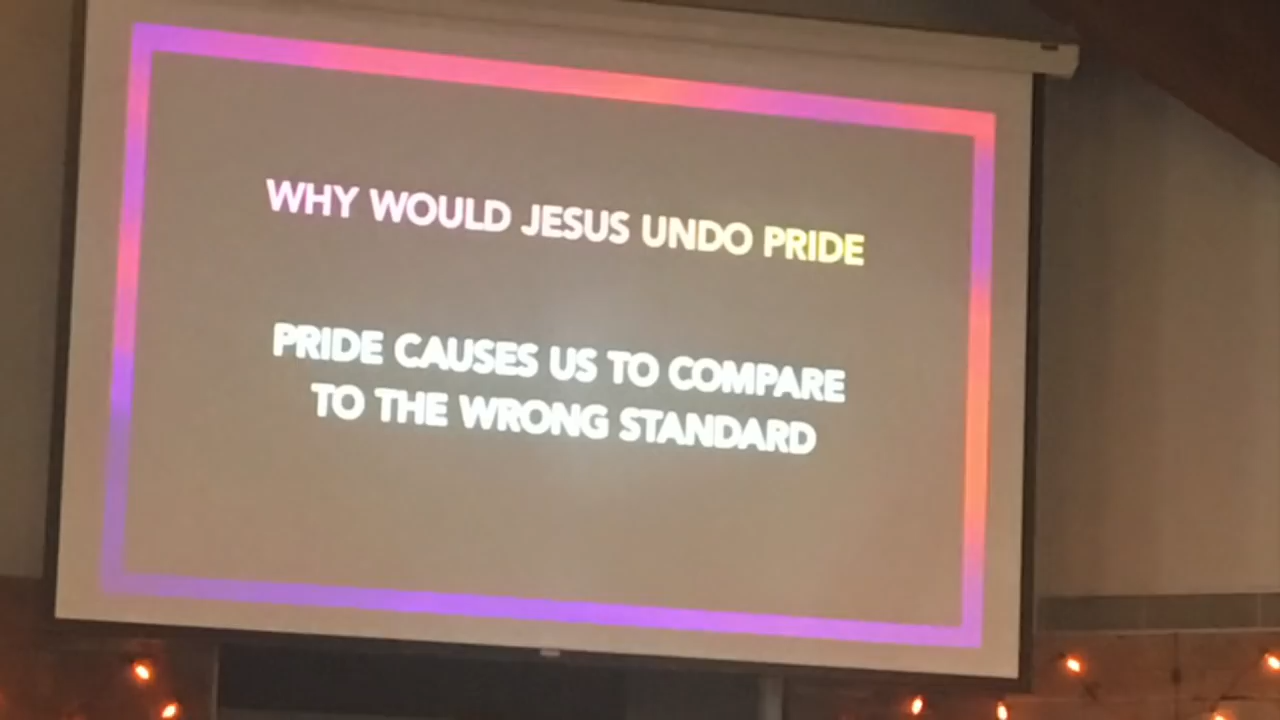 WHY WOULD JESUS UNDO PRIDE
PRIDE CAUSES US TO COMPARE
TO THE WRONG STANDARD